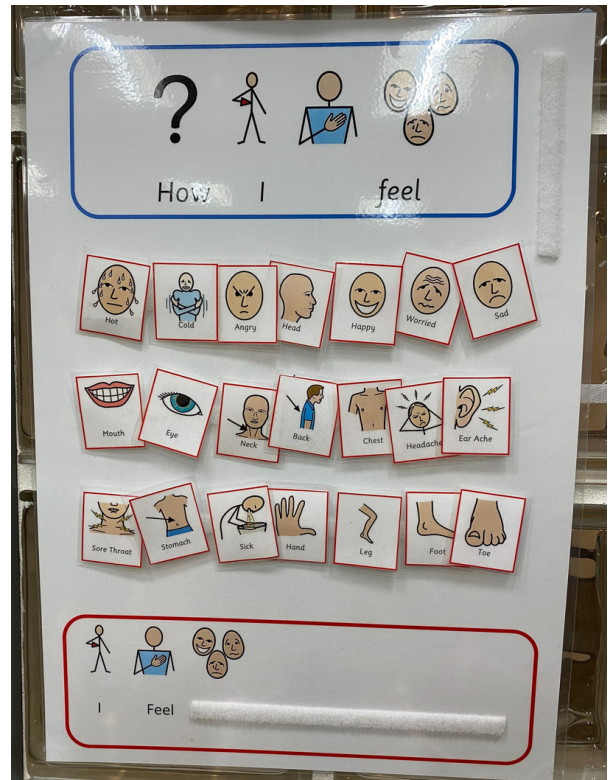 ?
How I feel
Hot Cold Angry Head Happy Worried Sad
Mouth Eye Neck Back Chest Headache Ear Ache
Sore Throat Stomach Sick Hand Leg Foot Toe
I Feel